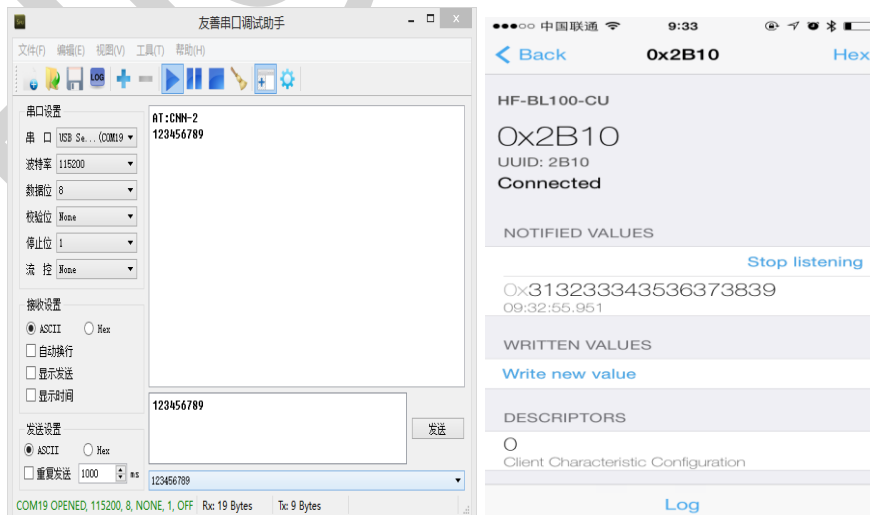 友善串口调试助手
文件(F) 编辑(E) 视图(V) 工具(T) 帮助(H)
LOG
串口设置
串 口 USB Se...(COM19
波特率 115200
数据位 8
校验位 None
停止位 1
流 控 None
接收设置
ASCII Hex
自动换行
显示发送
显示时间
发送设置
ASCII Hex
重复发送 1000 ms
AT:CNN-2
123456789
123456789
发送
123456789
COM19 OPENED, 115200, 8, NONE, 1, OFF Rx: 19 Bytes Tx: 9 Bytes
中国联通 9:33
Back 0x2B10 Hex
HF-BL100-CU
0x2B10
UUID: 2B10
Connected
NOTIFIED VALUES
Stop listening
0x313233343536373839
09:32:55.951
WRITTEN VALUES
Write new value
DESCRIPTORS
0
Client Characteristic Configuration
Log